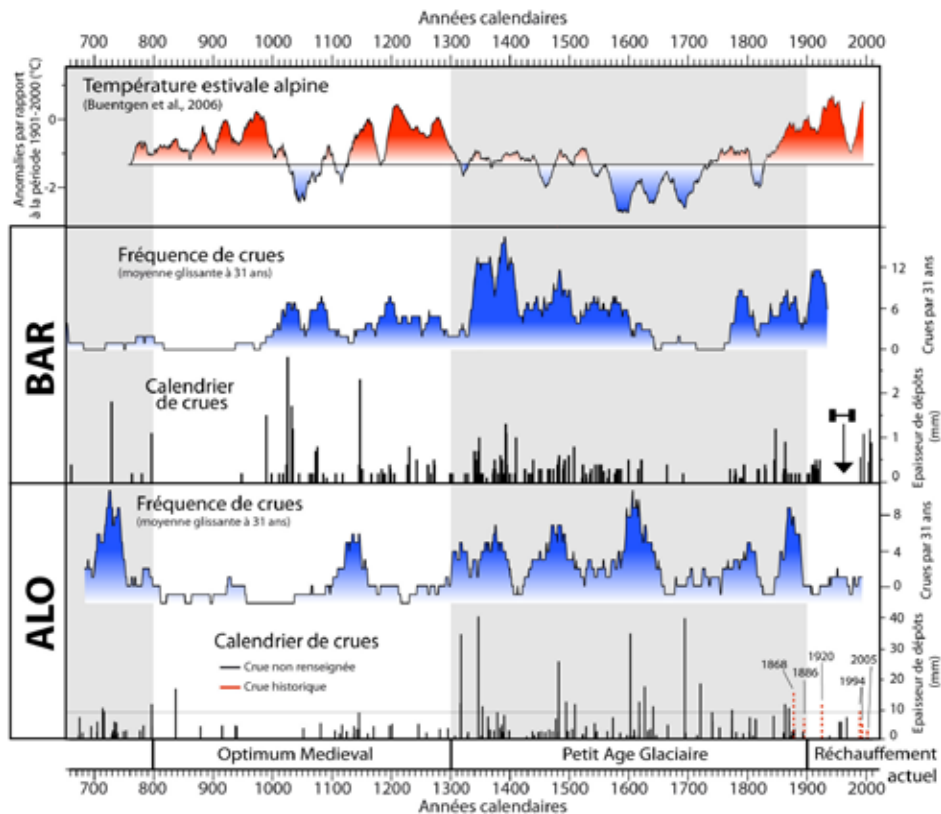 Années calendaires
700 800 900 1000 1100 1200 1300 1400 1500 1600 1700 1800 1900 2000
Anomalies par rapport
à la période 1901-2000 (°C)
0
-2
Température estivale alpine
(Buentgen et al., 2006)
BAR
Fréquence de crues
(moyenne glissante à 31 ans)
12
6
0
Crues par 31 ans
Calendrier
de crues
2
1
0
Epaisseur de dépôts
(mm)
ALO
Fréquence de crues
(moyenne glissante à 31 ans)
8
4
0
Crues par 31 ans
Calendrier de crues
Crue non renseignée
Crue historique
1868
1886
1920
1994
2005
40
30
20
10
0
Epaisseur de dépôts
(mm)
Optimum Medieval
Petit Age Glaciaire
Réchauffement
actuel
700 800 900 1000 1100 1200 1300 1400 1500 1600 1700 1800 1900 2000
Années calendaires